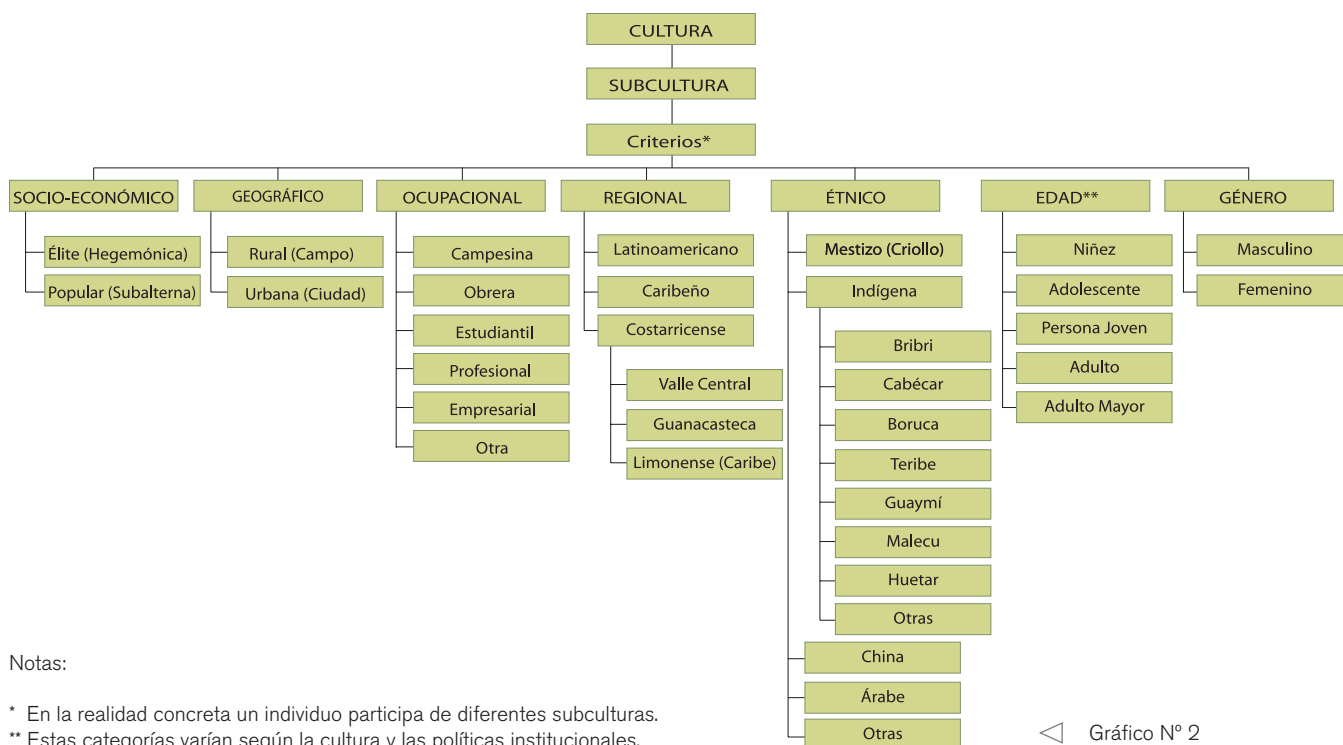 CULTURA
SUBCULTURA
Criterios*
SOCIO-ECONÓMICO
Élite (Hegemónica)
Popular (Subalterna)
GEOGRÁFICO
Rural (Campo)
Urbana (Ciudad)
OCUPACIONAL
Campesina
Obrera
Estudiantil
Profesional
Empresarial
Otra
REGIONAL
Latinoamericano
Caribeño
Costarricense
Valle Central
Guanacasteca
Limonense (Caribe)
ÉTNICO
Mestizo (Criollo)
Indígena
Bribri
Cabécar
Boruca
Teribe
Guaymí
Malecu
Huetar
Otras
China
Árabe
Otras
EDAD**
Niñez
Adolescente
Persona Joven
Adulto
Adulto Mayor
GÉNERO
Masculino
Femenino
Notas:
* En la realidad concreta un individuo participa de diferentes subculturas.
** Estas categorías varían según la cultura y las políticas institucionales.
Gráfico Nº 2